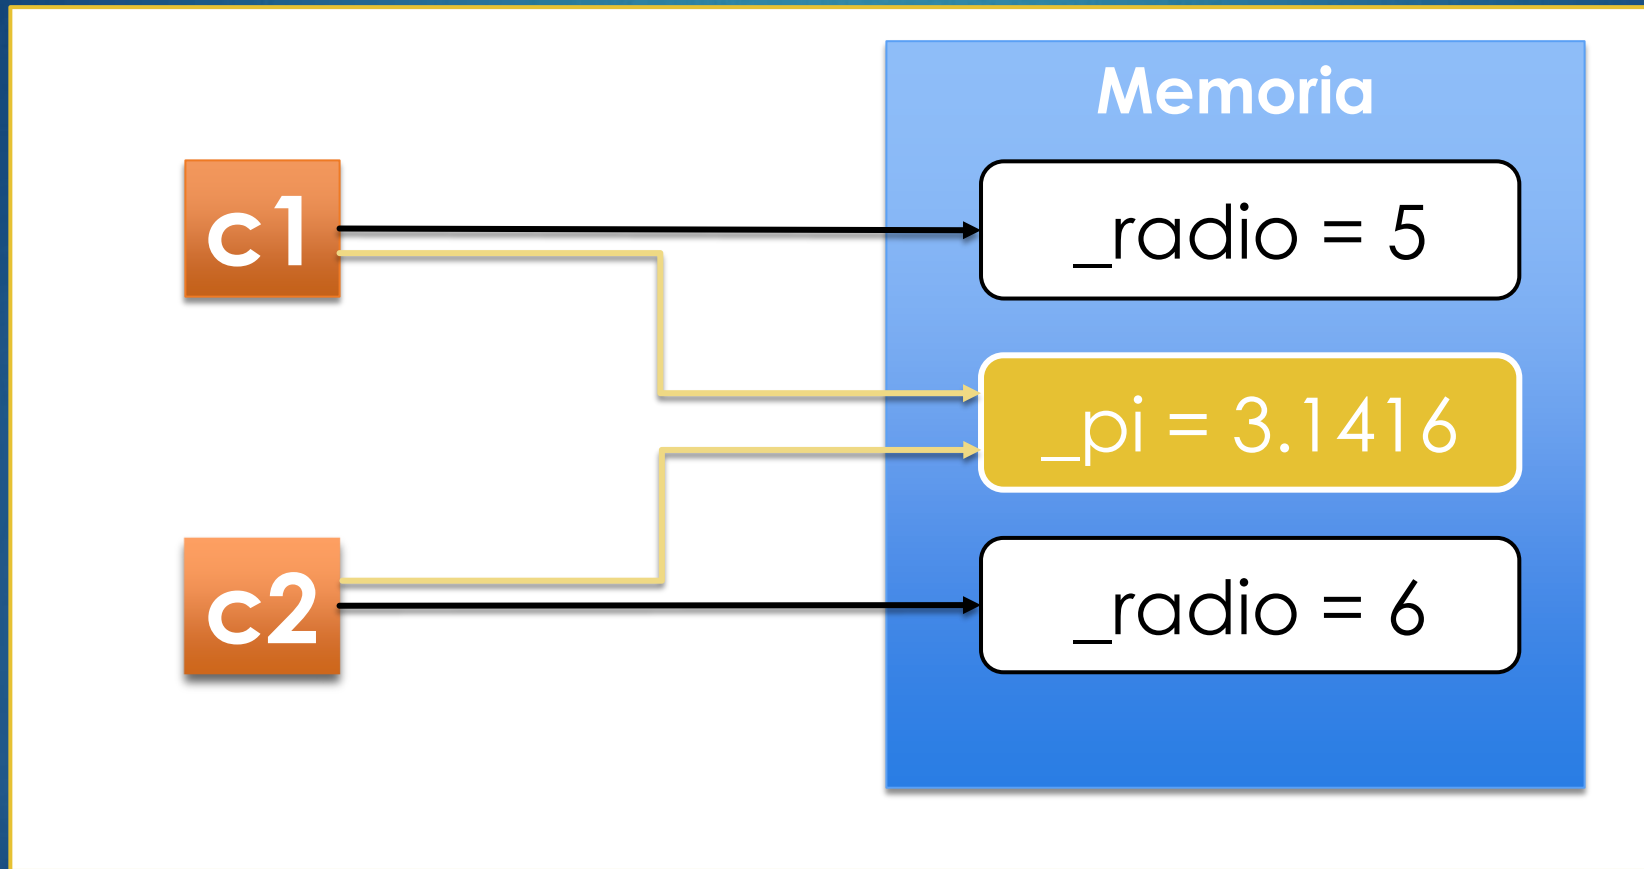 Memoria
c1
_radio = 5
_pi = 3.1416
c2
_radio = 6